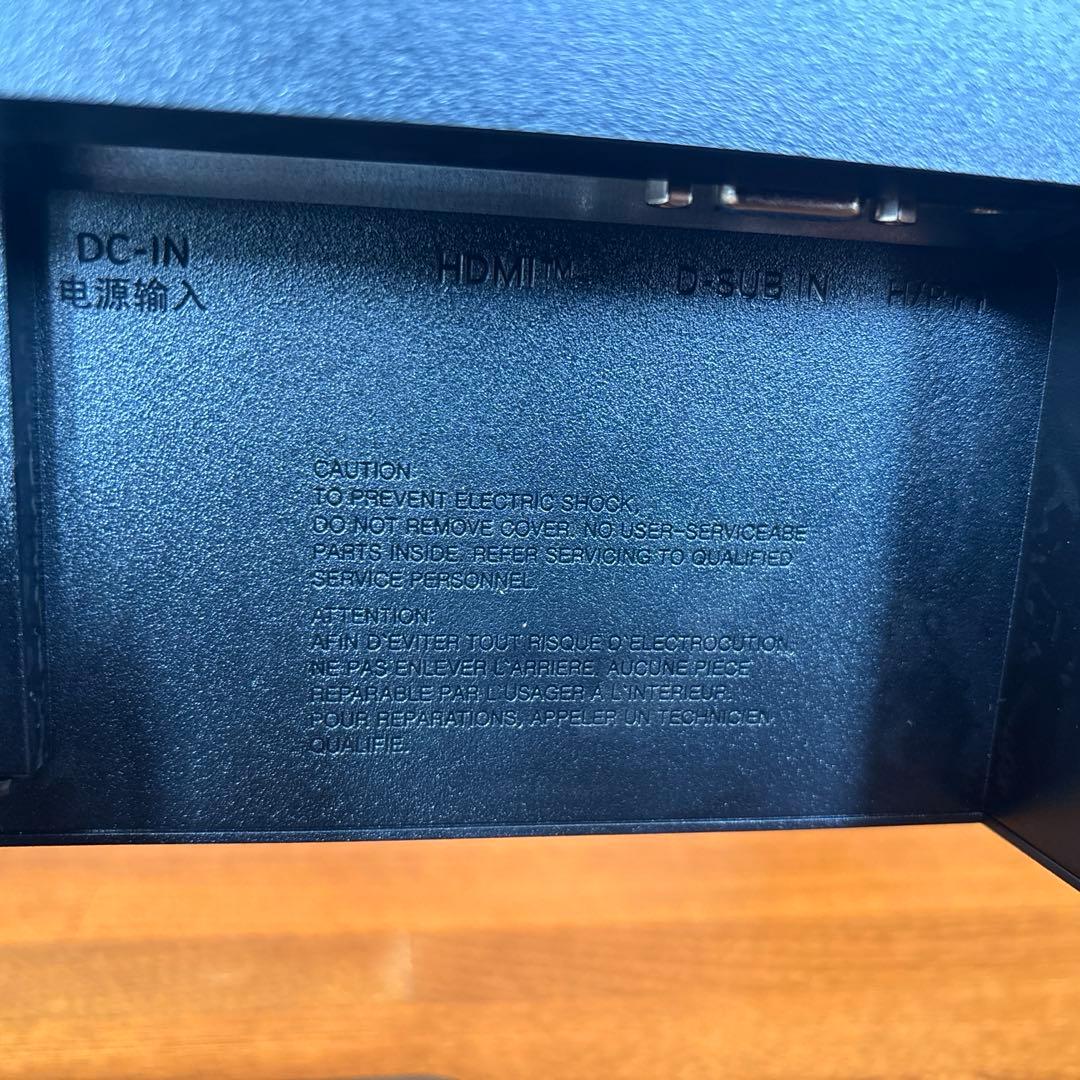 DC-IN
电源输入
HDMI™
D-SUB IN
CAUTION
TO PREVENT ELECTRIC SHOCK,
DO NOT REMOVE COVER. NO USER-SERVICEABE
PARTS INSIDE. REFER SERVICING TO QUALIFIED
SERVICE PERSONNEL
ATTENTION:
AFIN D'EVITER TOUT RISQUE D'ELECTROCUTION,
NE PAS ENLEVER L'ARRIERE. AUCUNE PIECE
REPARABLE PAR L'USAGER A L'INTERIEUR.
POUR REPARATIONS, APPELER UN TECHNICIEN
QUALIFIE.